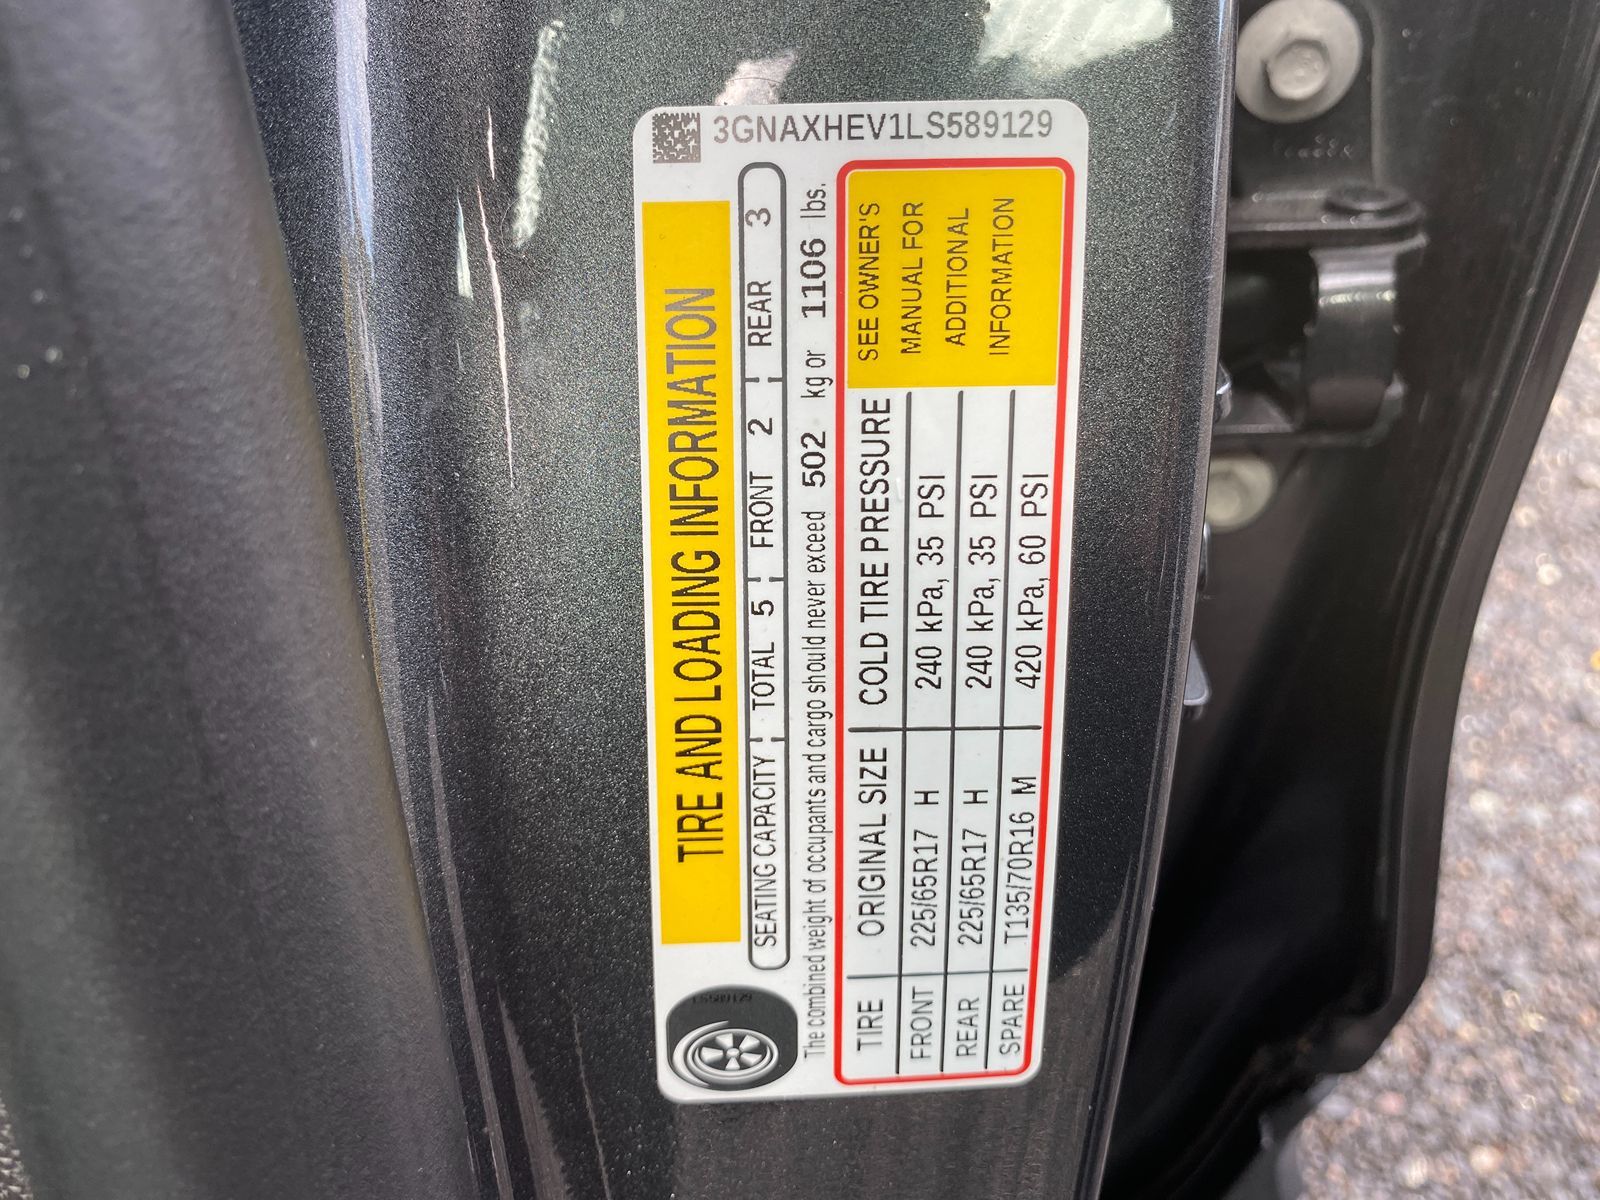 3GNAXHEV1LS589129
TIRE AND LOADING INFORMATION
SEATING CAPACITY TOTAL 5 FRONT 2 REAR 3
The combined weight of occupants and cargo should never exceed 502 kg or 1106 lbs.
TIRE ORIGINAL SIZE COLD TIRE PRESSURE
FRONT 225/65R17 H 240 kPa, 35 PSI
REAR 225/65R17 H 240 kPa, 35 PSI
SPARE T135/70R16 M 420 kPa, 60 PSI
SEE OWNER'S
MANUAL FOR
ADDITIONAL
INFORMATION
LS589129